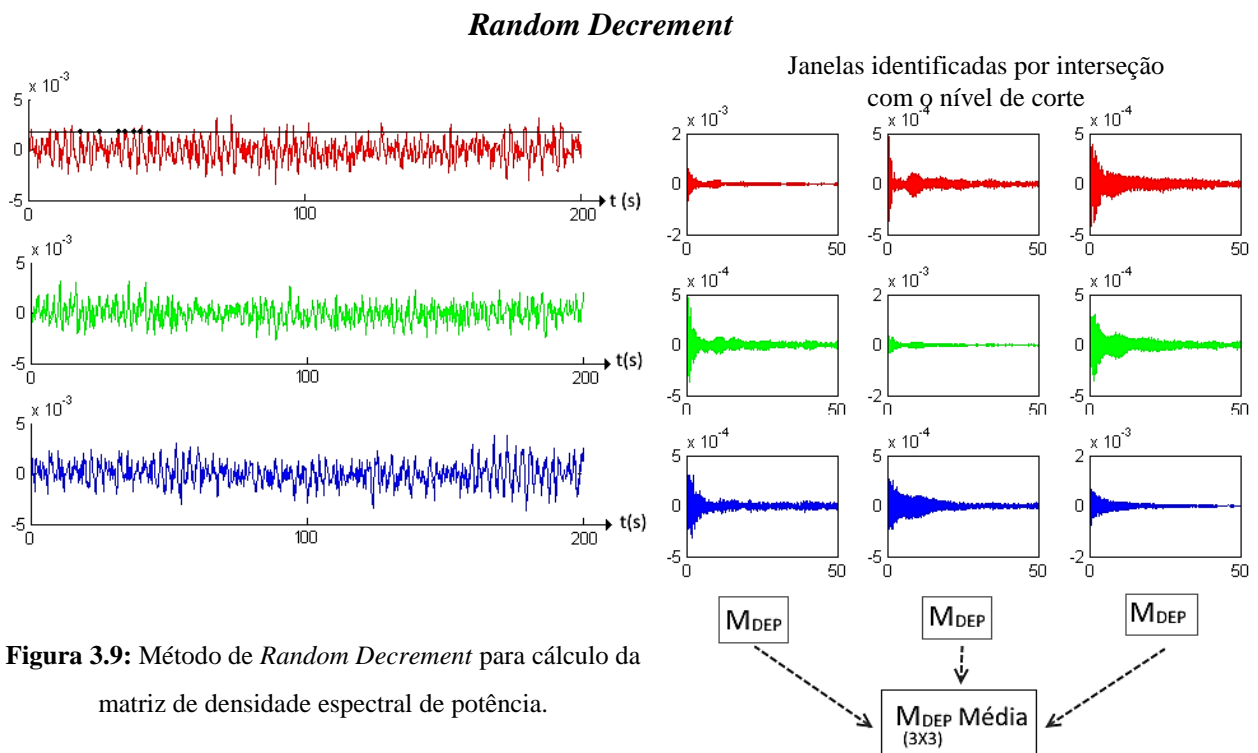 Random Decrement
x 10^-3
5
0
-5
0
100
200
t (s)
x 10^-3
5
0
-5
0
100
200
t(s)
x 10^-3
5
0
-5
0
100
200
t(s)
Janelas identificadas por interseção
com o nível de corte
x 10^-3
2
0
-2
0
50
x 10^-4
5
0
-5
0
50
x 10^-4
5
0
-5
0
50
x 10^-4
5
0
-5
0
50
x 10^-3
2
0
-2
0
50
x 10^-4
5
0
-5
0
50
x 10^-4
5
0
-5
0
50
x 10^-4
5
0
-5
0
50
x 10^-3
2
0
-2
0
50
MDEP
MDEP
MDEP
MDEP Média
(3X3)
Figura 3.9: Método de Random Decrement para cálculo da
matriz de densidade espectral de potência.